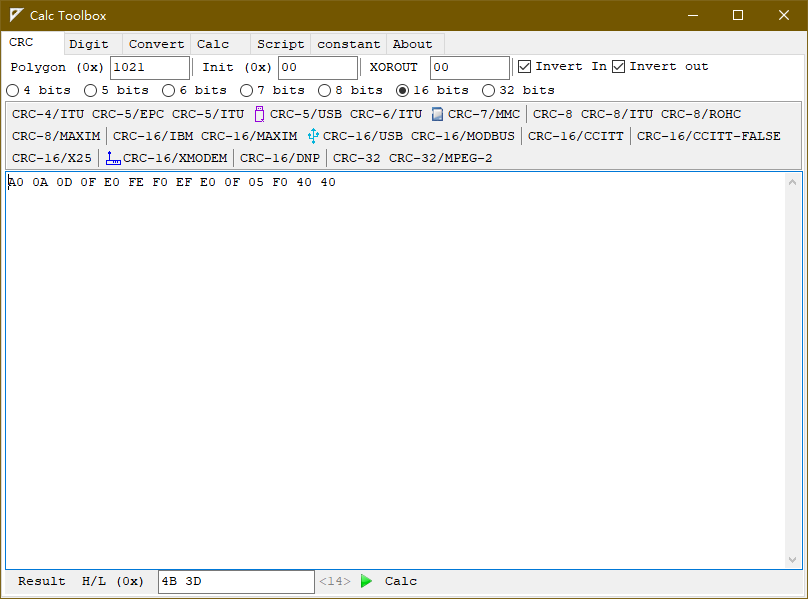 Calc Toolbox
CRC Digit Convert Calc Script constant About
Polygon (0x) 1021 Init (0x) 00 XOROUT 00 Invert In Invert out
4 bits 5 bits 6 bits 7 bits 8 bits 16 bits 32 bits
CRC-4/ITU CRC-5/EPC CRC-5/ITU CRC-5/USB CRC-6/ITU CRC-7/MMC CRC-8 CRC-8/ITU CRC-8/ROHC
CRC-8/MAXIM CRC-16/IBM CRC-16/MAXIM CRC-16/USB CRC-16/MODBUS CRC-16/CCITT CRC-16/CCITT-FALSE
CRC-16/X25 CRC-16/XMODEM CRC-16/DNP CRC-32 CRC-32/MPEG-2
A0 0A 0D 0F E0 FE F0 EF E0 0F 05 F0 40 40
Result H/L (0x) 4B 3D <14> Calc